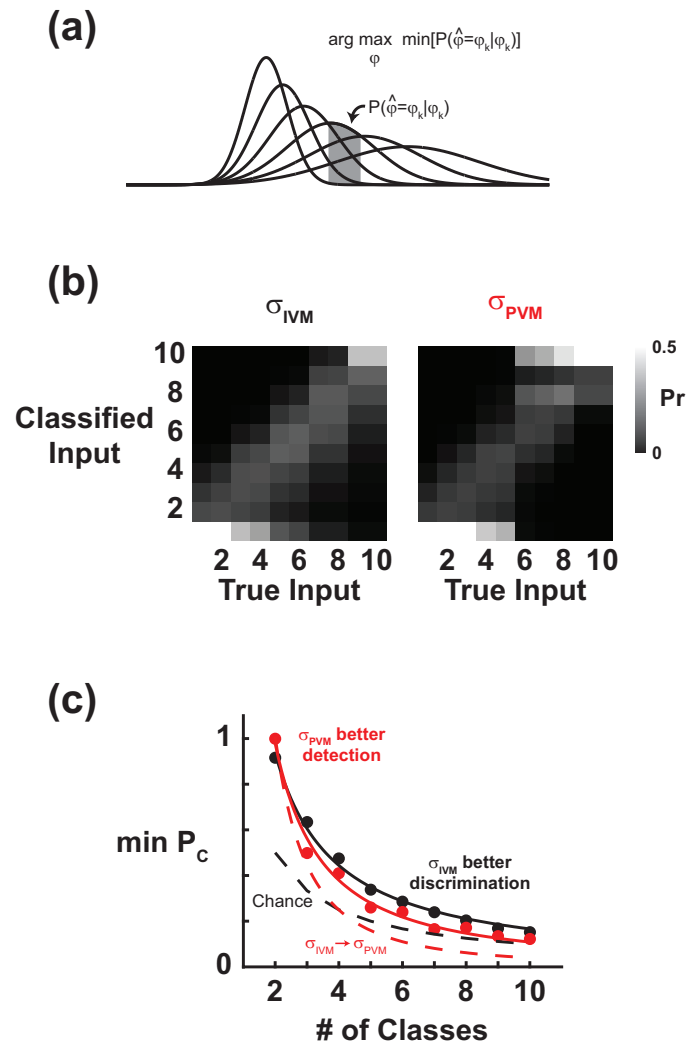 (a)
arg max min[P(φ̂=φₖ|φₖ)]
φ
P(φ̂=φₖ|φₖ)
(b)
σIVM
σPVM
10
8
6
4
2
Classified
Input
2 4 6 8 10
True Input
2 4 6 8 10
True Input
0.5
Pr
0
(c)
1
σPVM better
detection
min PC
σIVM better
discrimination
Chance
σIVM→σPVM
0
2 4 6 8 10
# of Classes